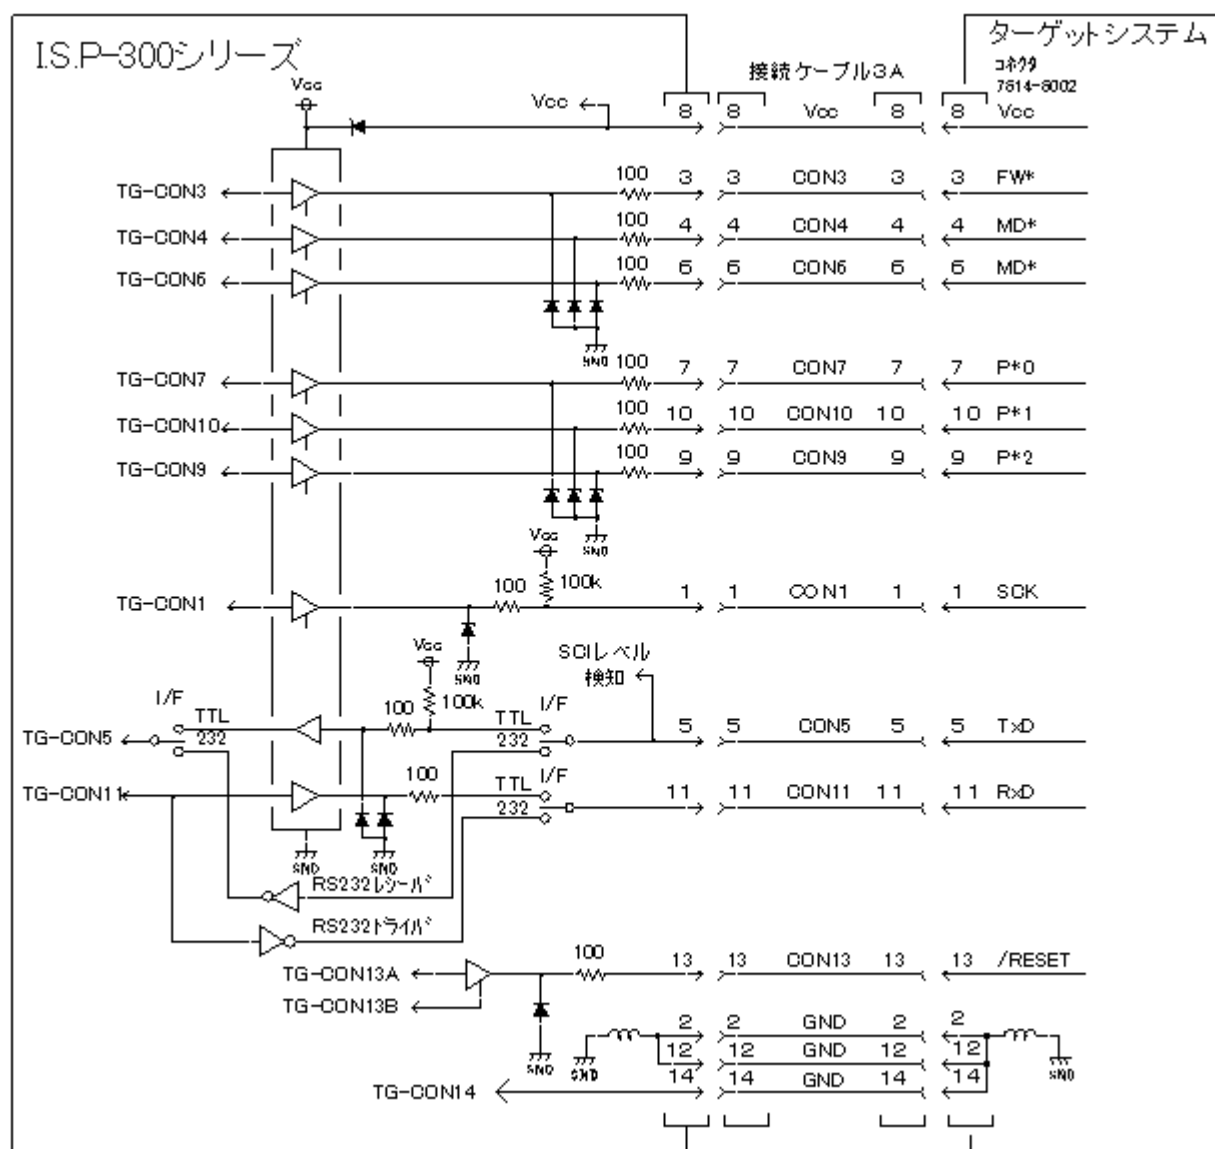 I.S.P-300シリーズ
ターゲットシステム
コネクタ
7614-6002
接続ケーブル3A
Vcc
Vcc
8 8 Vcc 8 8 Vcc
TG-CON3 100 3 3 CON3 3 3 FW*
TG-CON4 100 4 4 CON4 4 4 MD*
TG-CON6 100 6 6 CON6 6 6 MD*
GND
TG-CON7 100 7 7 CON7 7 7 P*0
TG-CON10 100 10 10 CON10 10 10 P*1
TG-CON9 100 9 9 CON9 9 9 P*2
GND
Vcc
100k
TG-CON1 100 1 1 CON1 1 1 SCK
GND
Vcc
100k
SCIレベル
検知
I/F I/F
TTL 100 TTL
TG-CON5 232 232 5 5 CON5 5 5 TxD
100 TTL I/F
TG-CON11 232 11 11 CON11 11 11 RxD
GND GND
RS232レシーバ
RS232ドライバ
TG-CON13A 100 13 13 CON13 13 13 /RESET
TG-CON13B
GND
2 2 GND 2 2
GND 12 12 GND 12 12 GND
TG-CON14 14 14 GND 14 14